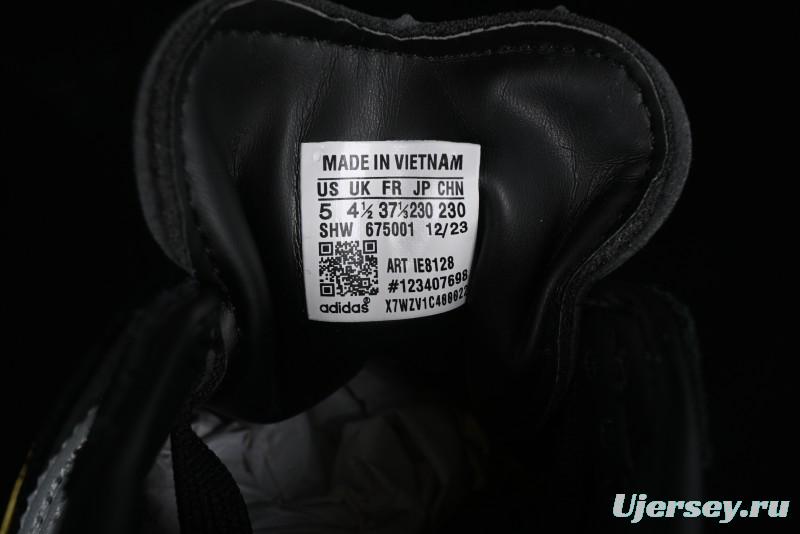 MADE IN VIETNAM
US UK FR JP CHN
5 4½ 37⅓ 230 230
SHW 675001 12/23
ART IE8128
#123407698
adidas®
Ujersey.ru